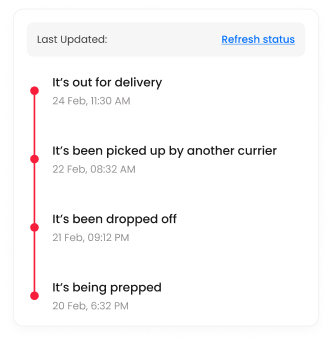 Last Updated:
Refresh status
It's out for delivery
24 Feb, 11:30 AM
It's been picked up by another currier
22 Feb, 08:32 AM
It's been dropped off
21 Feb, 09:12 PM
It's being prepped
20 Feb, 6:32 PM